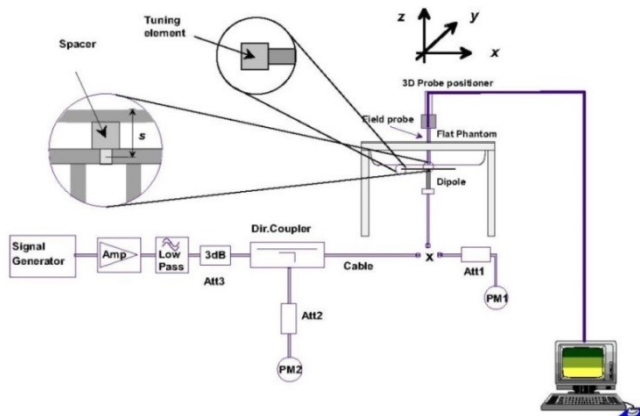 Tuning
element
Spacer
s
z
y
x
3D Probe positioner
Field probe
Flat Phantom
Dipole
Signal
Generator
Amp
Low
Pass
3dB
Att3
Dir.Coupler
Cable
x
Att1
PM1
Att2
PM2